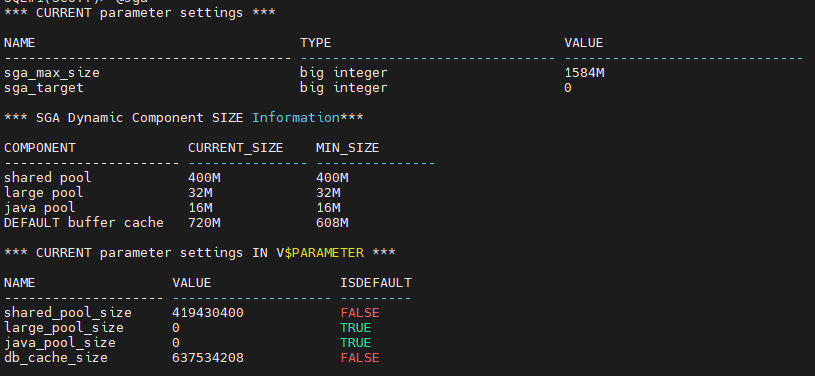 *** CURRENT parameter settings ***
NAME TYPE VALUE
------------------------------------ -------------------------------- ------------------------------
sga_max_size big integer 1584M
sga_target big integer 0
*** SGA Dynamic Component SIZE Information***
COMPONENT CURRENT_SIZE MIN_SIZE
---------------------- --------------- ---------------
shared pool 400M 400M
large pool 32M 32M
java pool 16M 16M
DEFAULT buffer cache 720M 608M
*** CURRENT parameter settings IN V$PARAMETER ***
NAME VALUE ISDEFAULT
-------------------- -------------------- ---------
shared_pool_size 419430400 FALSE
large_pool_size 0 TRUE
java_pool_size 0 TRUE
db_cache_size 637534208 FALSE